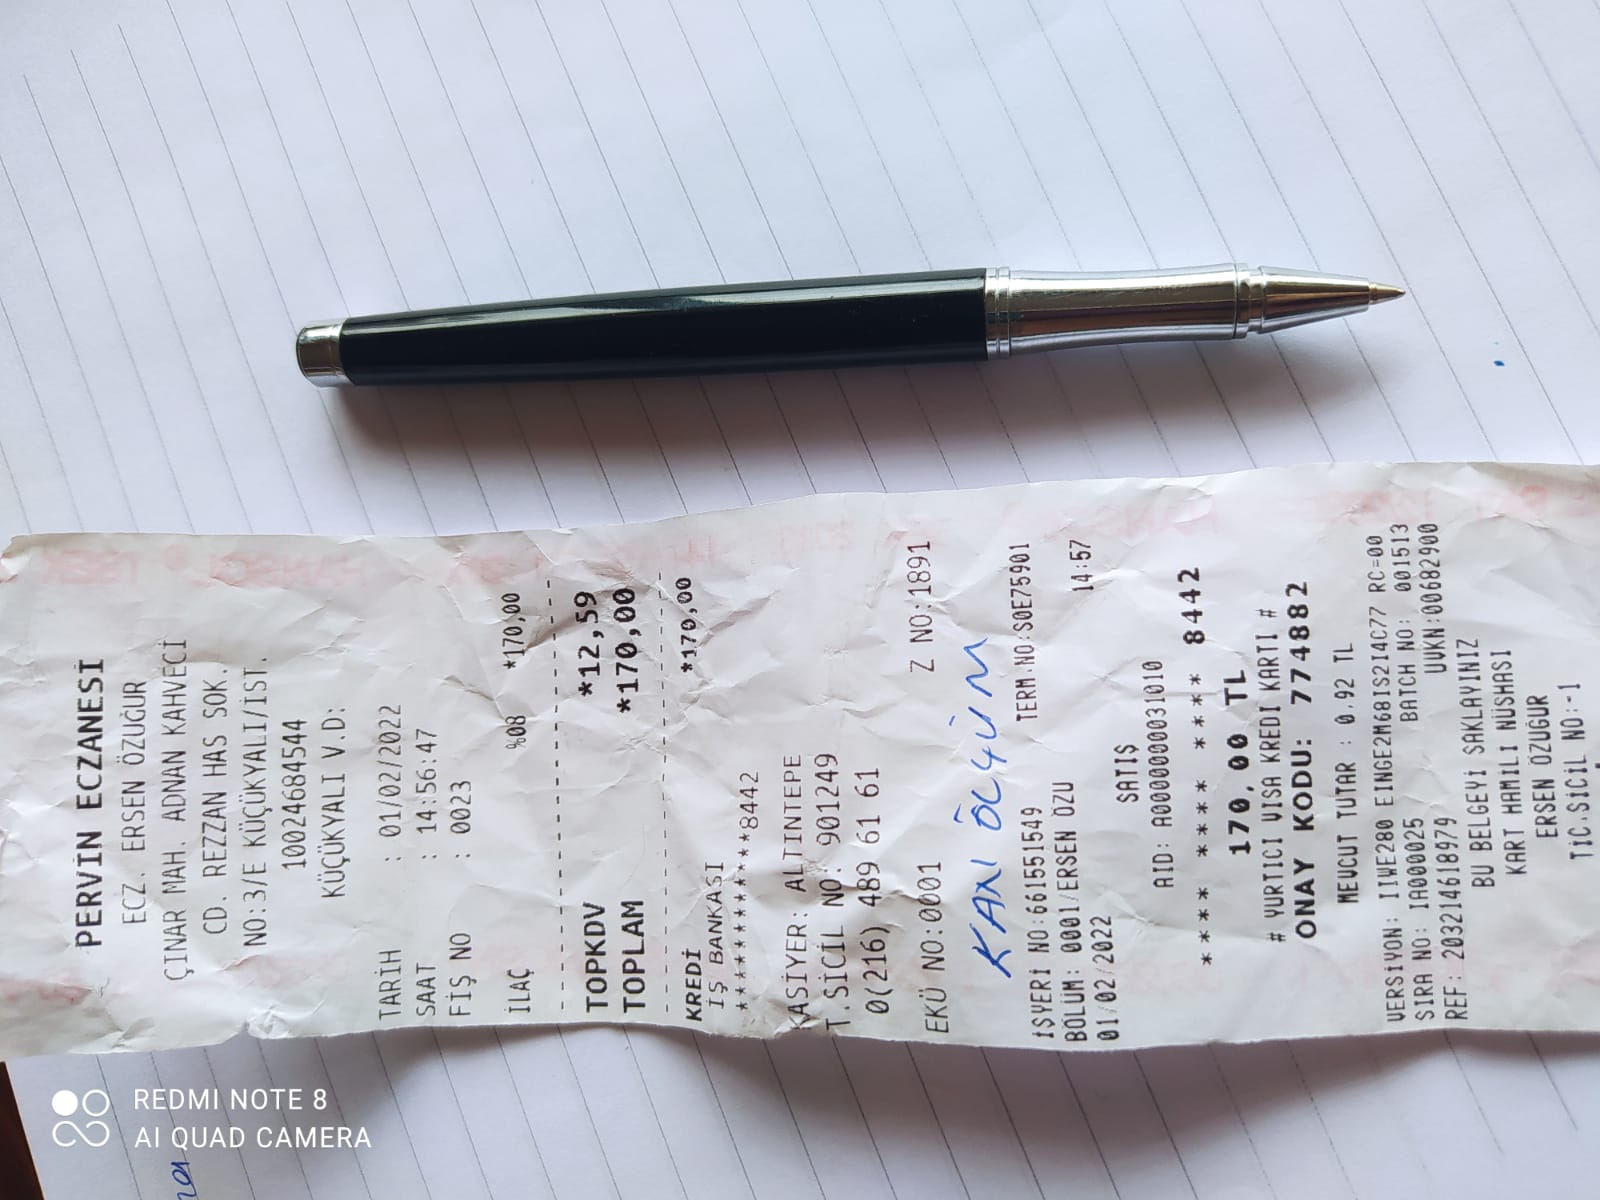 PERVİN ECZANESİ
ECZ. ERSEN ÖZUĞUR
ÇINAR MAH. ADNAN KAHVECİ
CD. REZZAN HAS SOK.
NO:3/E KÜÇÜKYALI/İST.
10024684544
KÜÇÜKYALI V.D:
TARİH : 01/02/2022
SAAT : 14:56:47
FİŞ NO : 0023
İLAÇ %08 *170,00
TOPKDV *12,59
TOPLAM *170,00
KREDİ *170,00
İŞ BANKASI
************8442
KASİYER: ALTINTEPE
T. SİCİL NO: 901249
0(216) 489 61 61
EKÜ NO:0001 Z NO:1891
KAN ÖLÇÜM
İŞYERİ NO:661551549 TERM.NO:S0E75901
BÖLÜM: 0001/ERSEN ÖZU
01/02/2022 14:57
SATIŞ
AID: A0000000031010
**** **** **** 8442
170,00 TL
# YURTİCİ VISA KREDİ KARTI #
ONAY KODU: 774882
MEVCUT TUTAR : 0,92 TL
VERSİYON: IIWE280 EINGE2M681S2I4C77 RC=00
SIRA NO: IA000025 BATCH NO: 001513
REF: 203214618979 UVKN:00682900
BU BELGEYİ SAKLAYINIZ
KART HAMİLİ NÜSHASI
ERSEN ÖZUĞUR
TİC.SİCİL NO:-1
REDMI NOTE 8
AI QUAD CAMERA